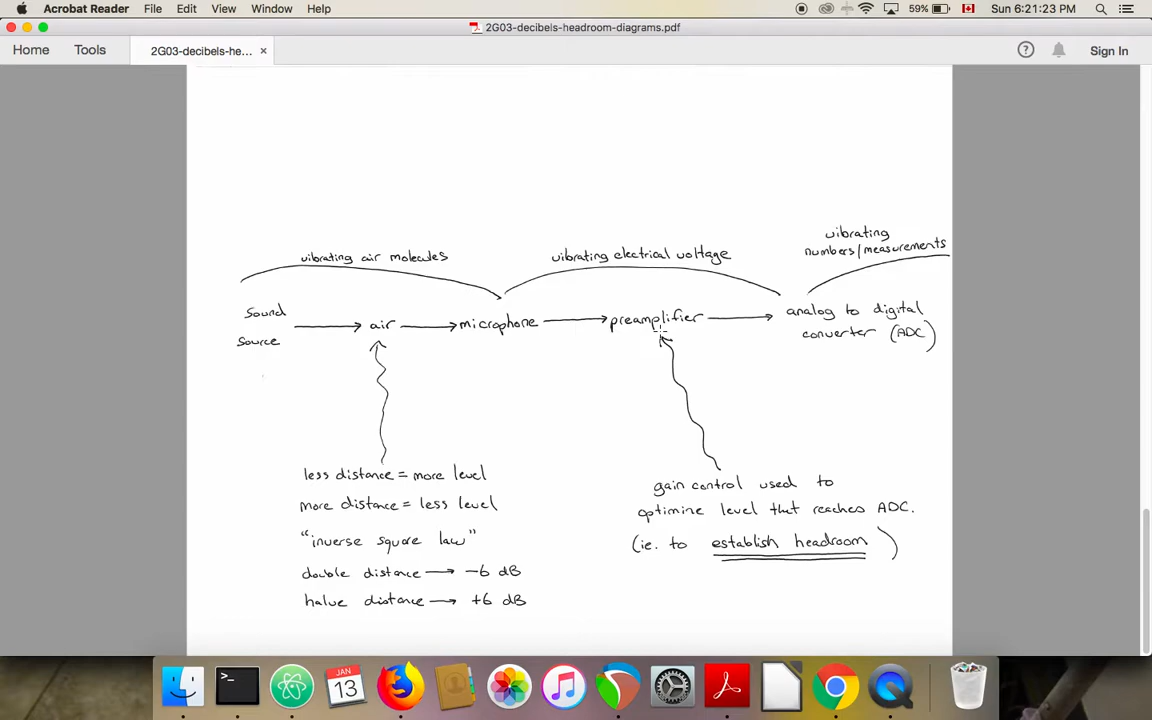 Acrobat Reader File Edit View Window Help 59% Sun 6:21:23 PM
2G03-decibels-headroom-diagrams.pdf
Home Tools 2G03-decibels-he... × Sign In
vibrating air molecules
vibrating electrical voltage
vibrating
numbers/measurements
Sound
Source
air
microphone
preamplifier
analog to digital
converter (ADC)
less distance = more level
more distance = less level
"inverse square law"
double distance → -6 dB
halve distance → +6 dB
gain control used to
optimine level that reaches ADC.
(ie. to establish headroom)
JAN
13